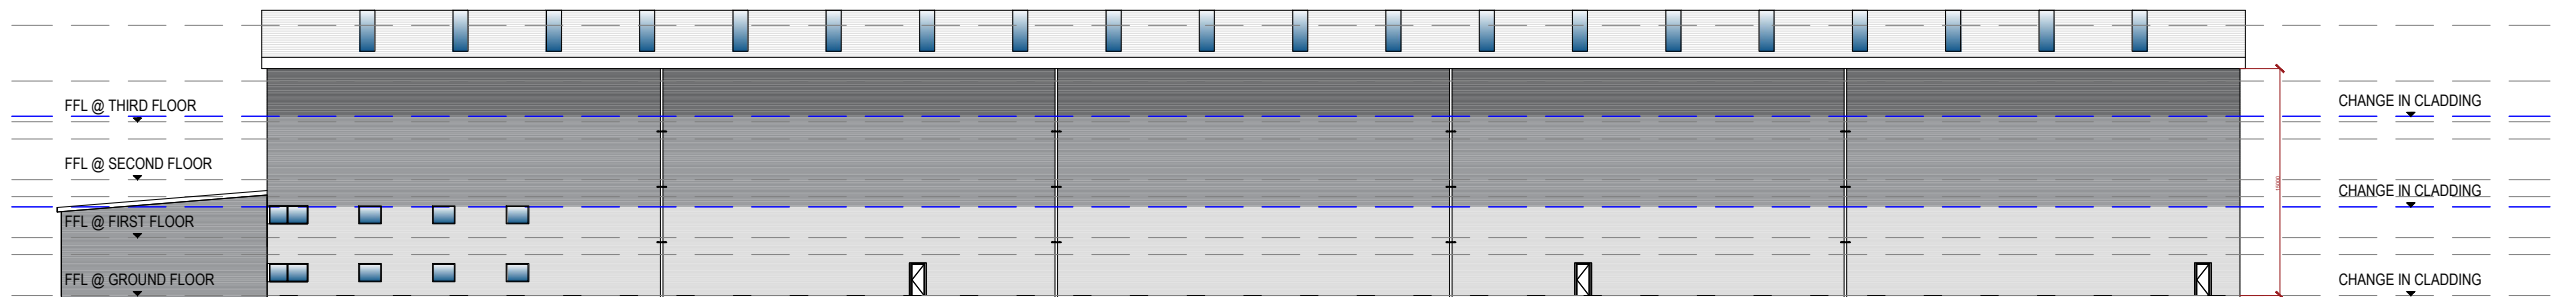 FFL @ THIRD FLOOR
CHANGE IN CLADDING
FFL @ SECOND FLOOR
15000
CHANGE IN CLADDING
FFL @ FIRST FLOOR
FFL @ GROUND FLOOR
CHANGE IN CLADDING